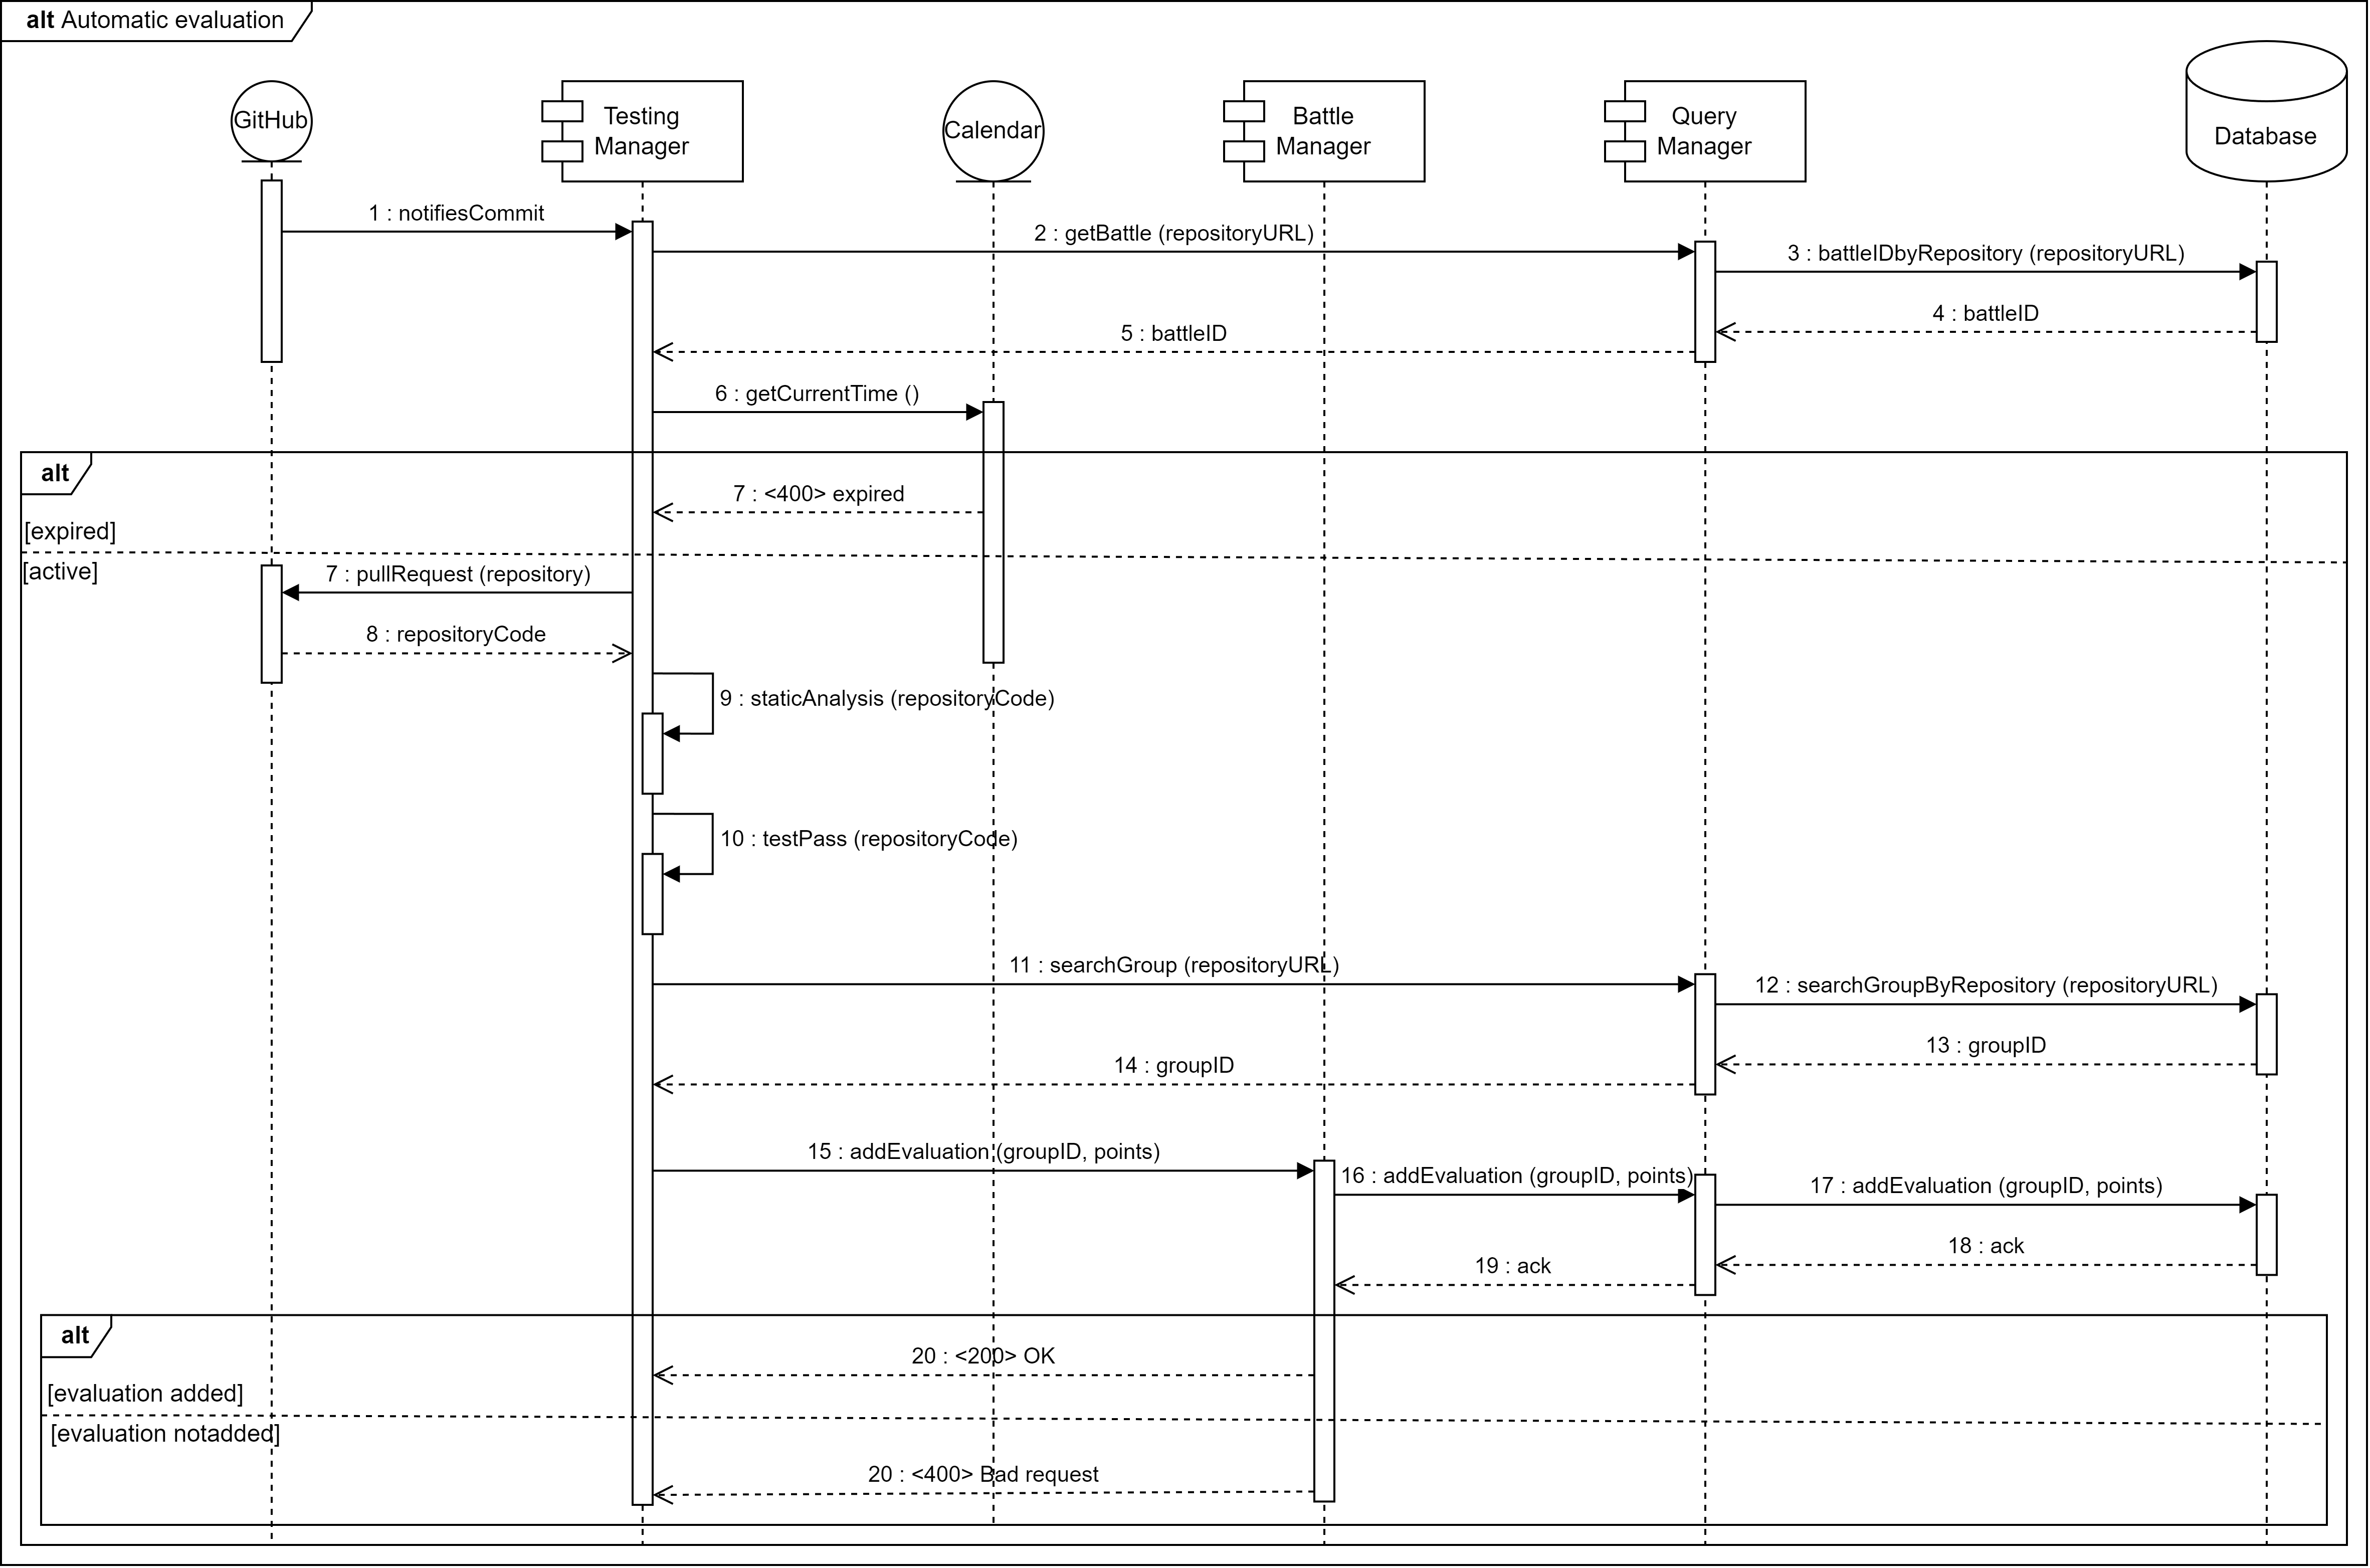 alt Automatic evaluation
GitHub
Testing
Manager
Calendar
Battle
Manager
Query
Manager
Database
1 : notifiesCommit
2 : getBattle (repositoryURL)
3 : battleIDbyRepository (repositoryURL)
4 : battleID
5 : battleID
6 : getCurrentTime ()
alt
7 : <400> expired
[expired]
[active]
7 : pullRequest (repository)
8 : repositoryCode
9 : staticAnalysis (repositoryCode)
10 : testPass (repositoryCode)
11 : searchGroup (repositoryURL)
12 : searchGroupByRepository (repositoryURL)
13 : groupID
14 : groupID
15 : addEvaluation (groupID, points)
16 : addEvaluation (groupID, points)
17 : addEvaluation (groupID, points)
18 : ack
19 : ack
alt
20 : <200> OK
[evaluation added]
[evaluation notadded]
20 : <400> Bad request